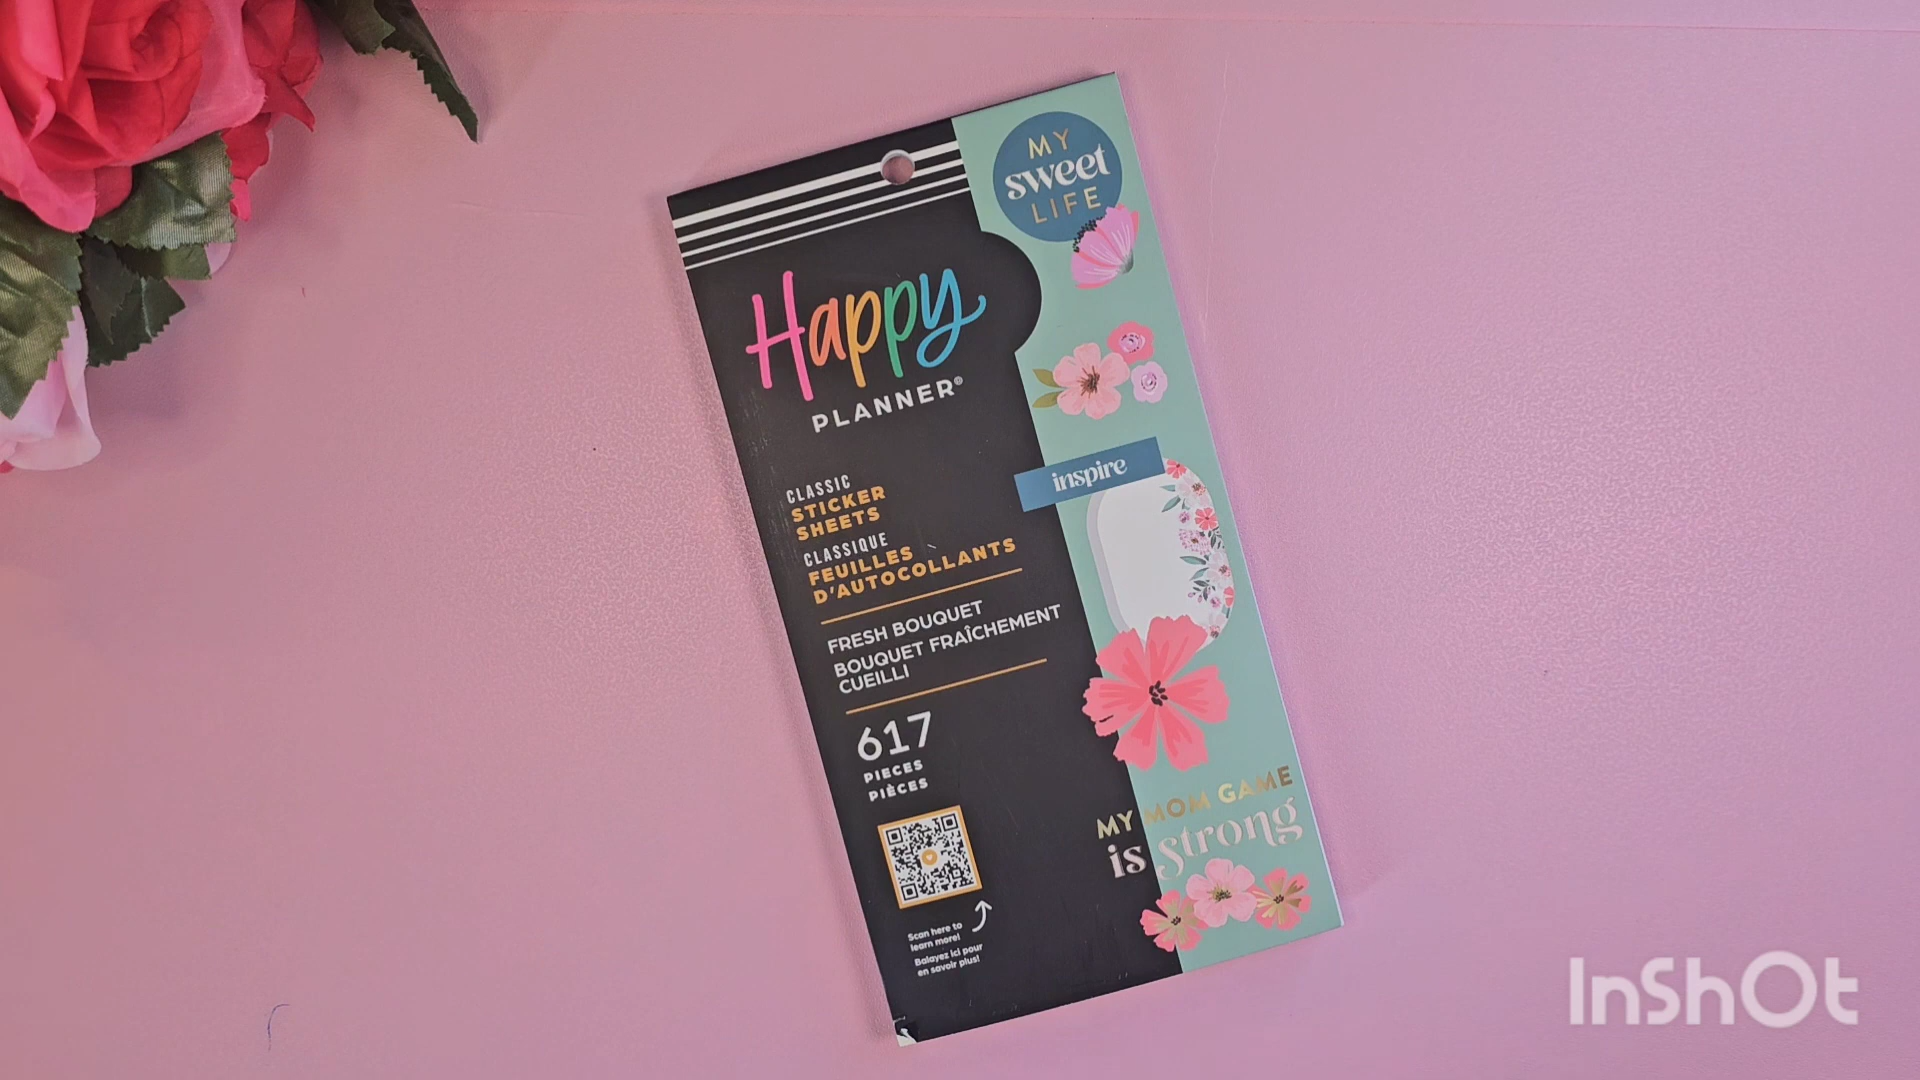 MY
sweet
LIFE
Happy
PLANNER®
inspire
CLASSIC
STICKER
SHEETS
CLASSIQUE
FEUILLES
D'AUTOCOLLANTS
FRESH BOUQUET
BOUQUET FRAÎCHEMENT
CUEILLI
617
PIECES
PIÈCES
MY MOM GAME
is strong
Scan here to
learn more!
Balayez ici pour
en savoir plus!
InShOt